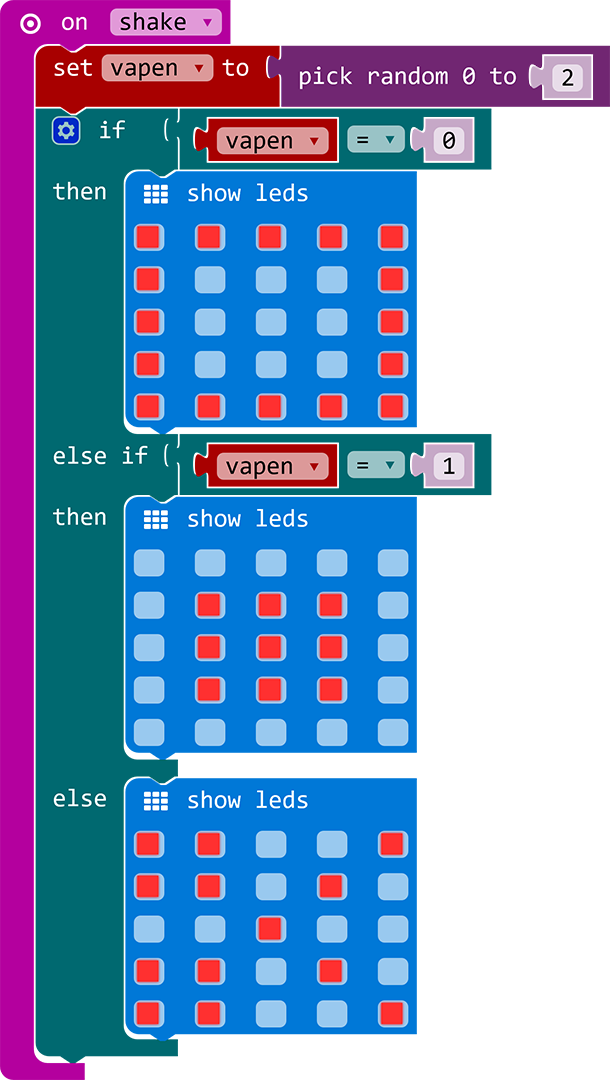 on shake
set vapen to pick random 0 to 2
if vapen = 0
then show leds
else if vapen = 1
then show leds
else show leds